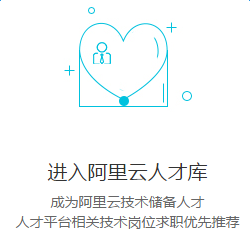 进入阿里云人才库
成为阿里云技术储备人才
人才平台相关技术岗位求职优先推荐